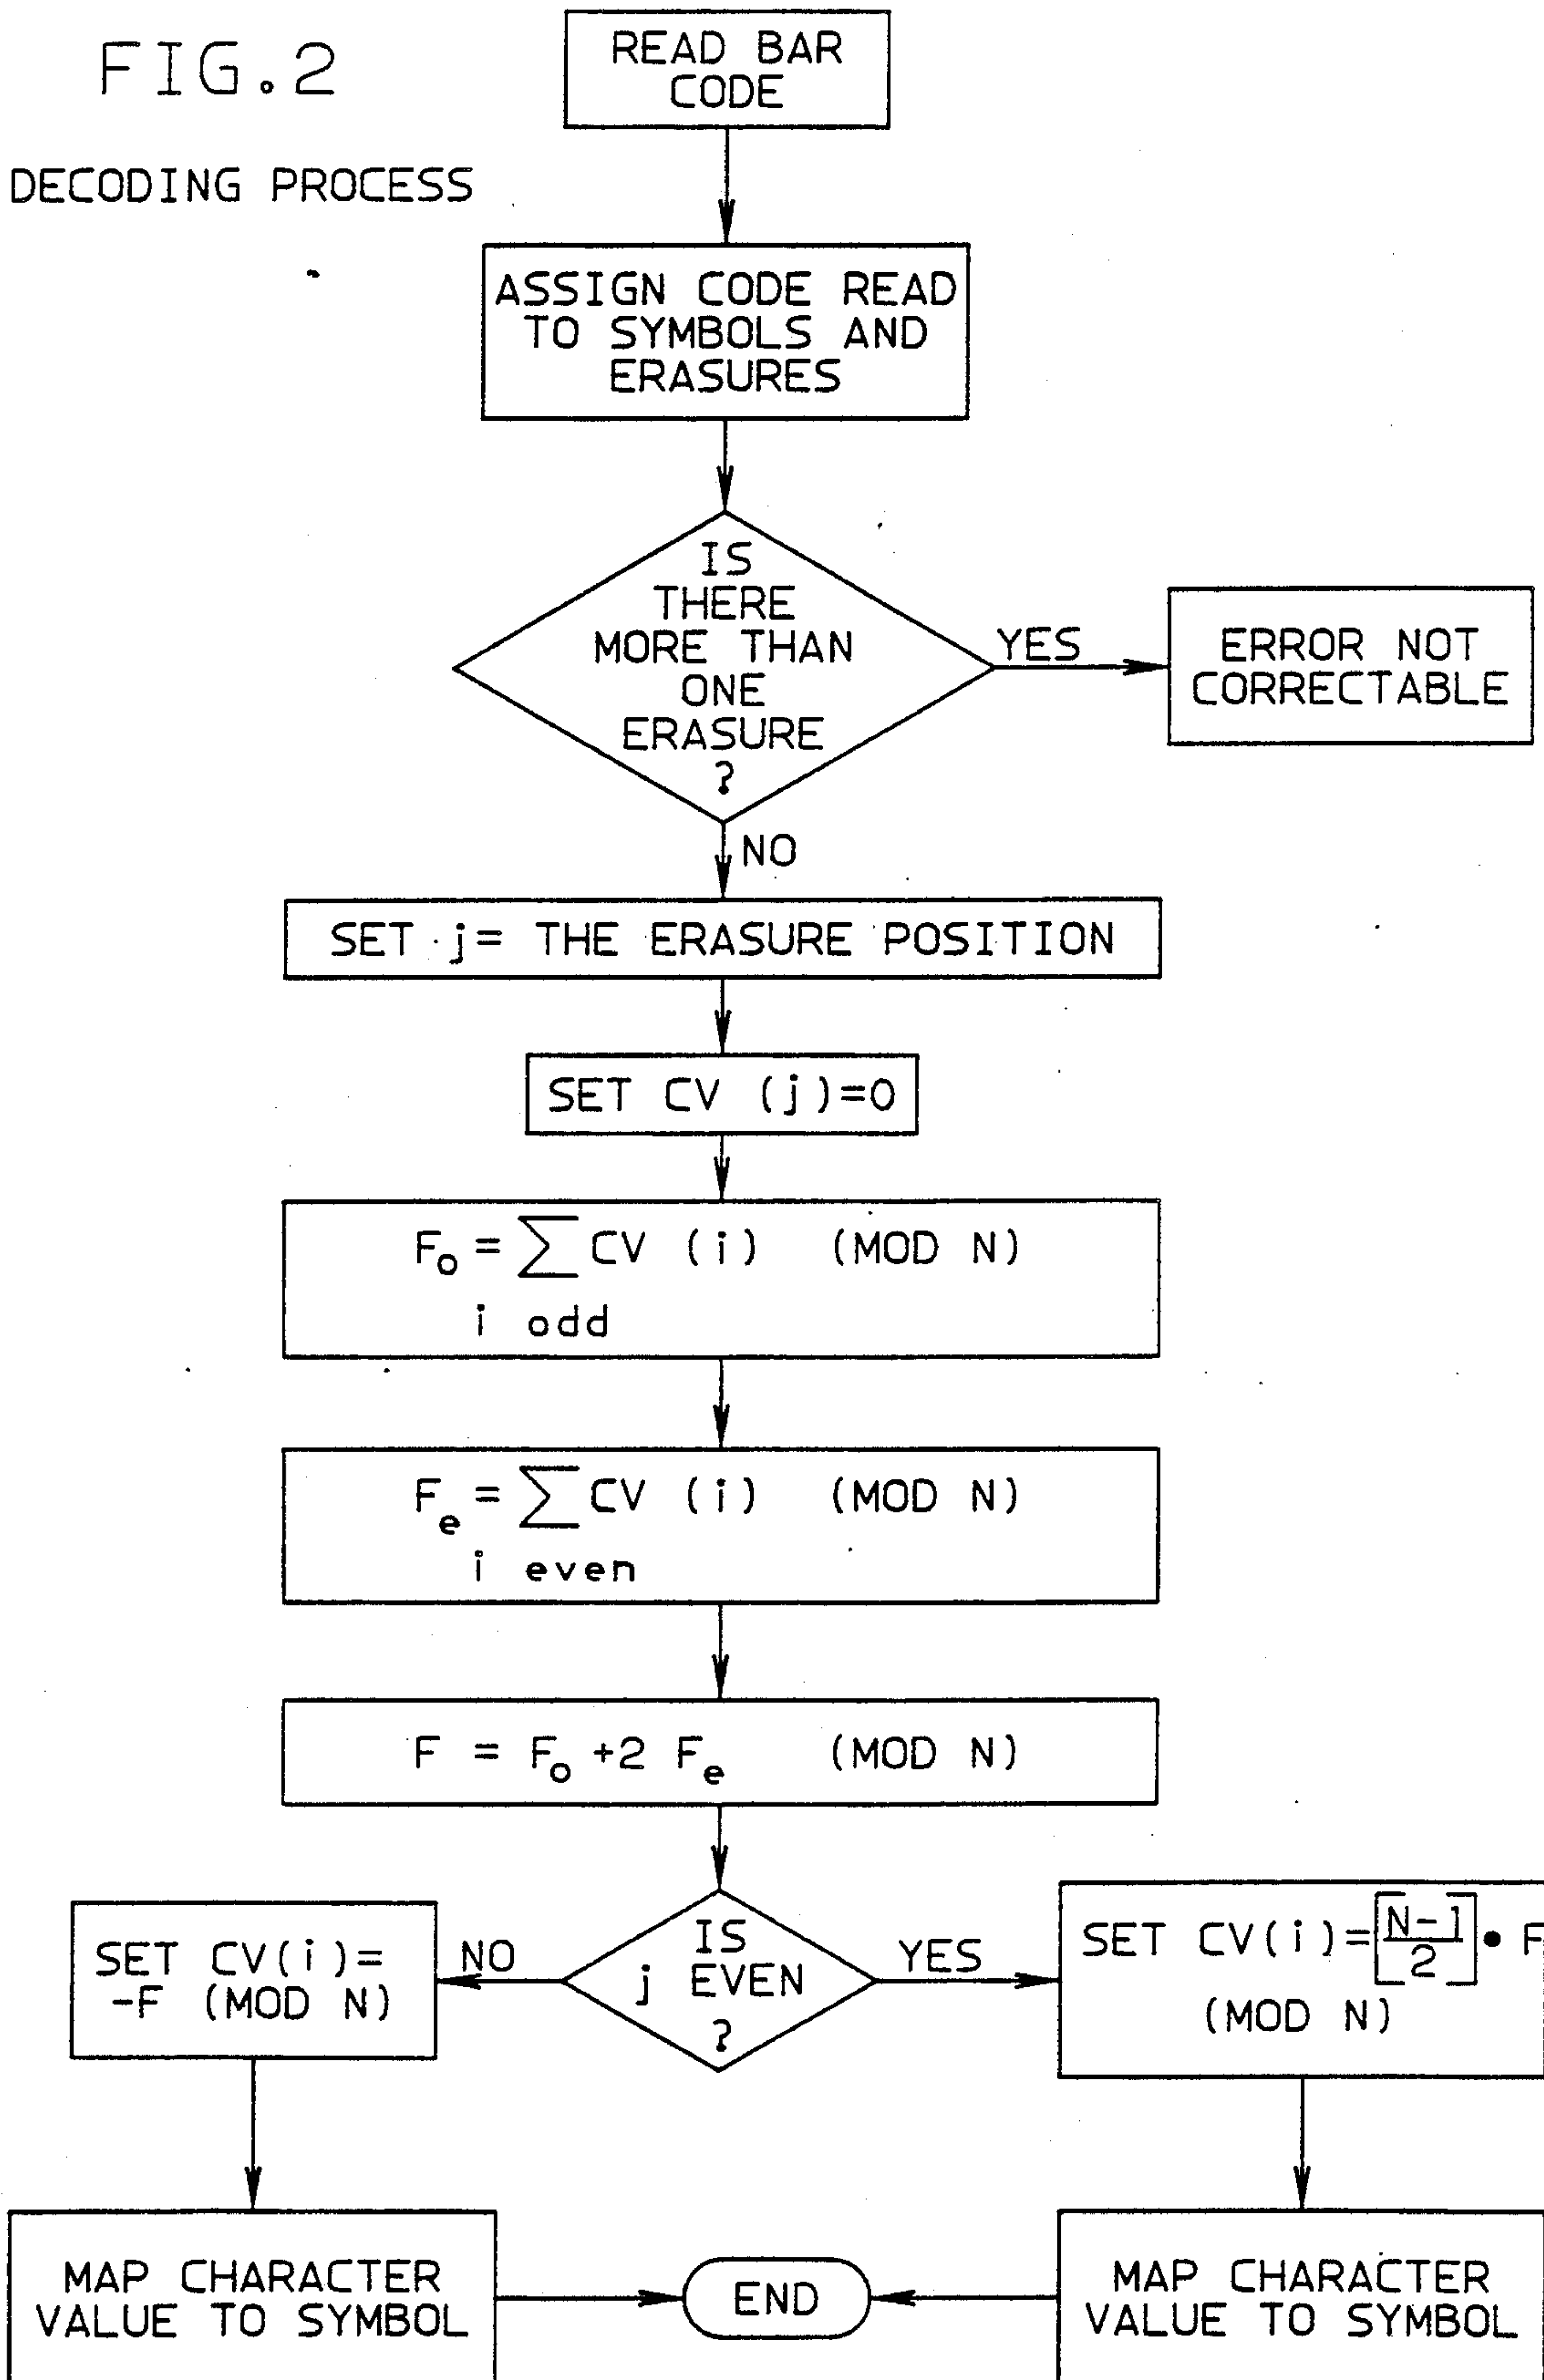 FIG.2
DECODING PROCESS
READ BAR
CODE
ASSIGN CODE READ
TO SYMBOLS AND
ERASURES
IS
THERE
MORE THAN
ONE
ERASURE
?
YES
ERROR NOT
CORRECTABLE
NO
SET j= THE ERASURE POSITION
SET CV (j)=0
Fo = ∑ CV (i) (MOD N)
i odd
Fe = ∑ CV (i) (MOD N)
i even
F = Fo +2 Fe (MOD N)
IS
j EVEN
?
NO
SET CV(i)=
-F (MOD N)
YES
SET CV(i)=[N-1/2]• F
(MOD N)
MAP CHARACTER
VALUE TO SYMBOL
END
MAP CHARACTER
VALUE TO SYMBOL